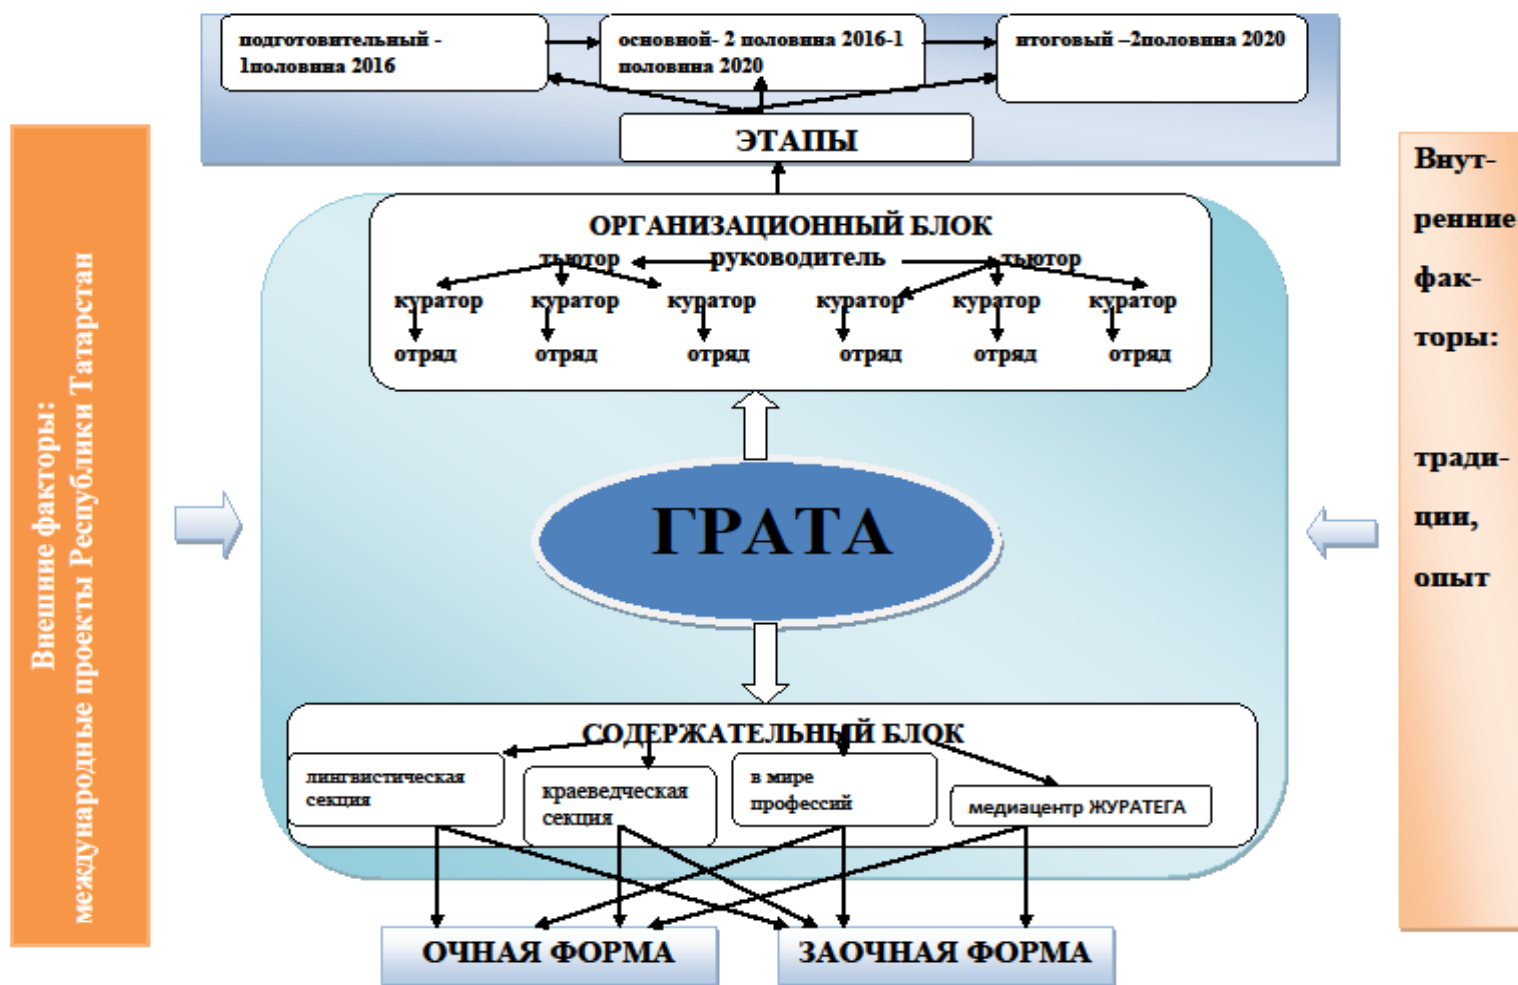 подготовительный -
1половина 2016
основной- 2 половина 2016-1
половина 2020
итоговый –2половина 2020
ЭТАПЫ
Внешние факторы:
международные проекты Республики Татарстан
ОРГАНИЗАЦИОННЫЙ БЛОК
тьютор руководитель тьютор
куратор куратор куратор куратор куратор куратор
отряд отряд отряд отряд отряд отряд
ГРАТА
СОДЕРЖАТЕЛЬНЫЙ БЛОК
лингвистическая
секция
краеведческая
секция
в мире
профессий
медиацентр ЖУРАТЕГА
ОЧНАЯ ФОРМА
ЗАОЧНАЯ ФОРМА
Внут-
ренние
фак-
торы:
тради-
ции,
опыт